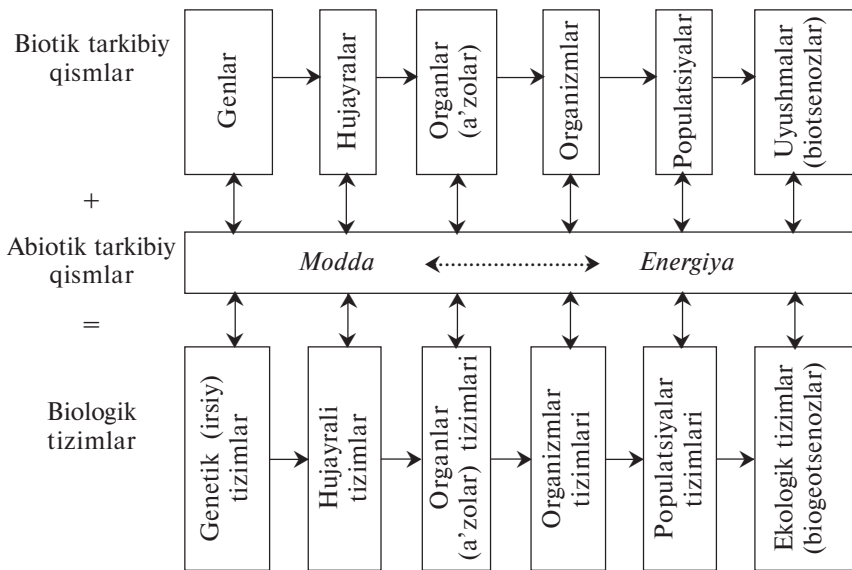 Biotik tarkibiy
qismlar
Genlar
Hujayralar
Organlar
(a’zolar)
Organizmlar
Populatsiyalar
Uyushmalar
(biotsenozlar)
+
Abiotik tarkibiy
qismlar
Modda
Energiya
=
Biologik
tizimlar
Genetik (irsiy)
tizimlar
Hujayrali
tizimlar
Organlar
(a’zolar) tizimlari
Organizmlar
tizimlari
Populatsiyalar
tizimlari
Ekologik tizimlar
(biogeotsenozlar)